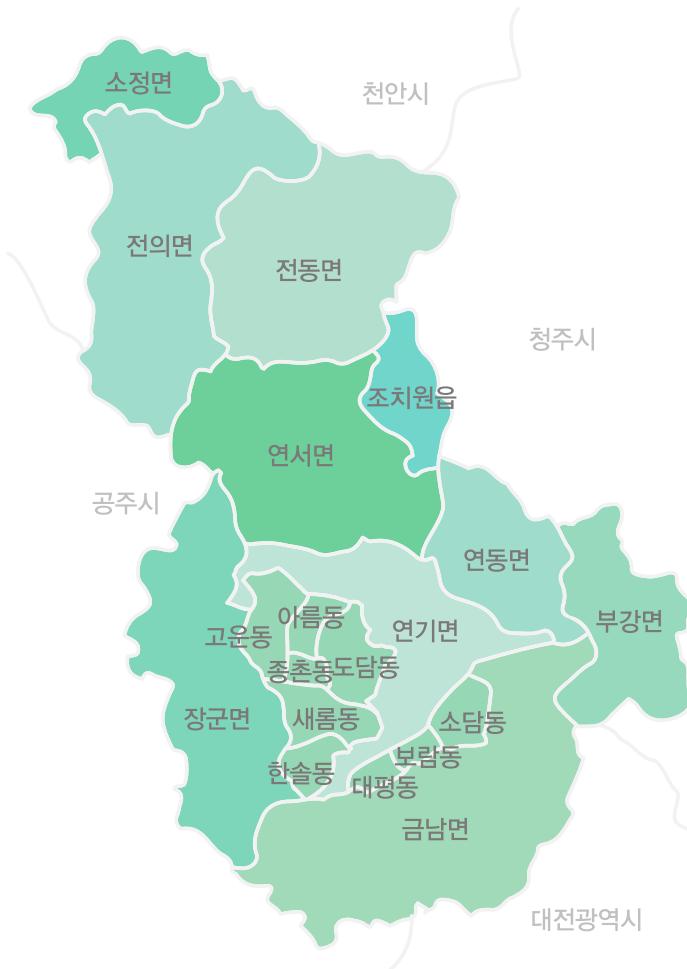 소정면
천안시
전의면
전동면
청주시
조치원읍
연서면
공주시
연동면
아름동
부강면
연기면
고운동
종촌동
도담동
장군면
새롬동
소담동
보람동
한솔동
대평동
금남면
대전광역시